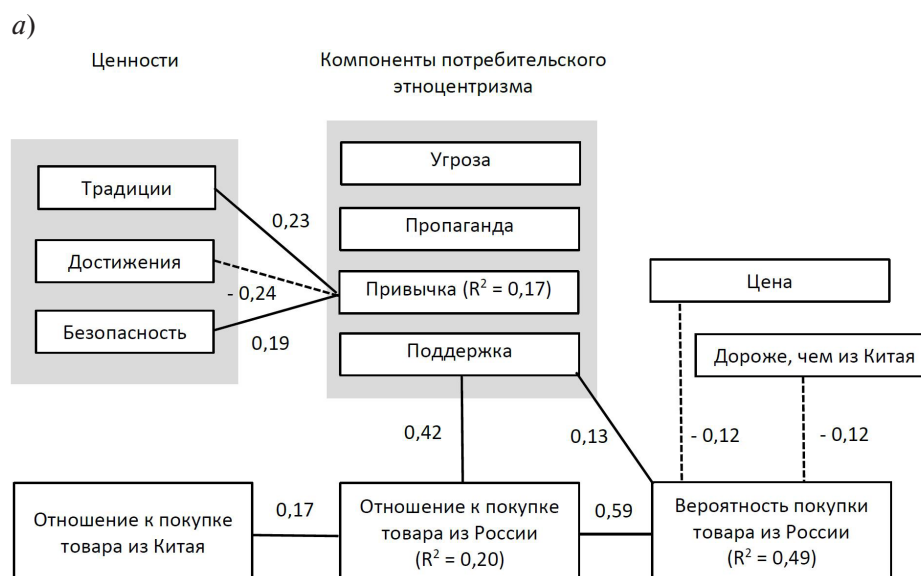 а)
Ценности
Компоненты потребительского
этноцентризма
Угроза
Традиции
0,23
Пропаганда
Достижения
- 0,24
Привычка (R² = 0,17)
Цена
Безопасность
0,19
Поддержка
Дороже, чем из Китая
0,42
0,13
- 0,12
- 0,12
Отношение к покупке
товара из Китая
0,17
Отношение к покупке
товара из России
(R² = 0,20)
0,59
Вероятность покупки
товара из России
(R² = 0,49)